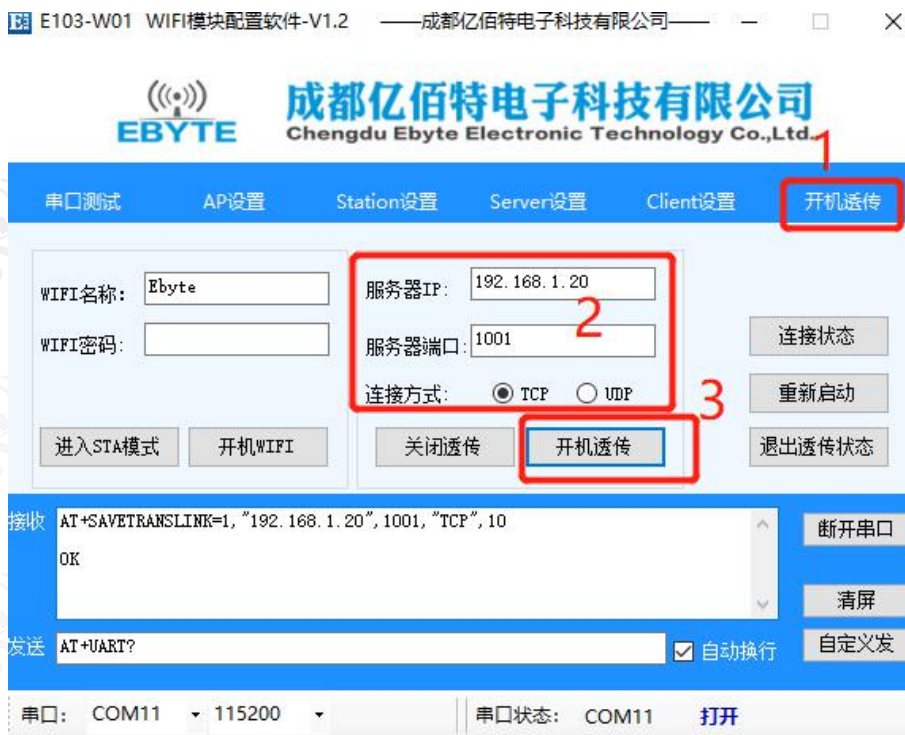 E103-W01 WIFI模块配置软件-V1.2 ——成都亿佰特电子科技有限公司——
EBYTE
成都亿佰特电子科技有限公司
Chengdu Ebyte Electronic Technology Co.,Ltd.
1
串口测试 AP设置 Station设置 Server设置 Client设置 开机透传
WIFI名称: Ebyte
WIFI密码:
服务器IP: 192.168.1.20
服务器端口: 1001
连接方式: TCP UDP
2
3
连接状态
重新启动
进入STA模式 开机WIFI 关闭透传 开机透传 退出透传状态
接收 AT+SAVETRANSLINK=1,"192.168.1.20",1001,"TCP",10
OK
断开串口
清屏
发送 AT+UART? 自动换行 自定义发
串口: COM11 115200 串口状态: COM11 打开